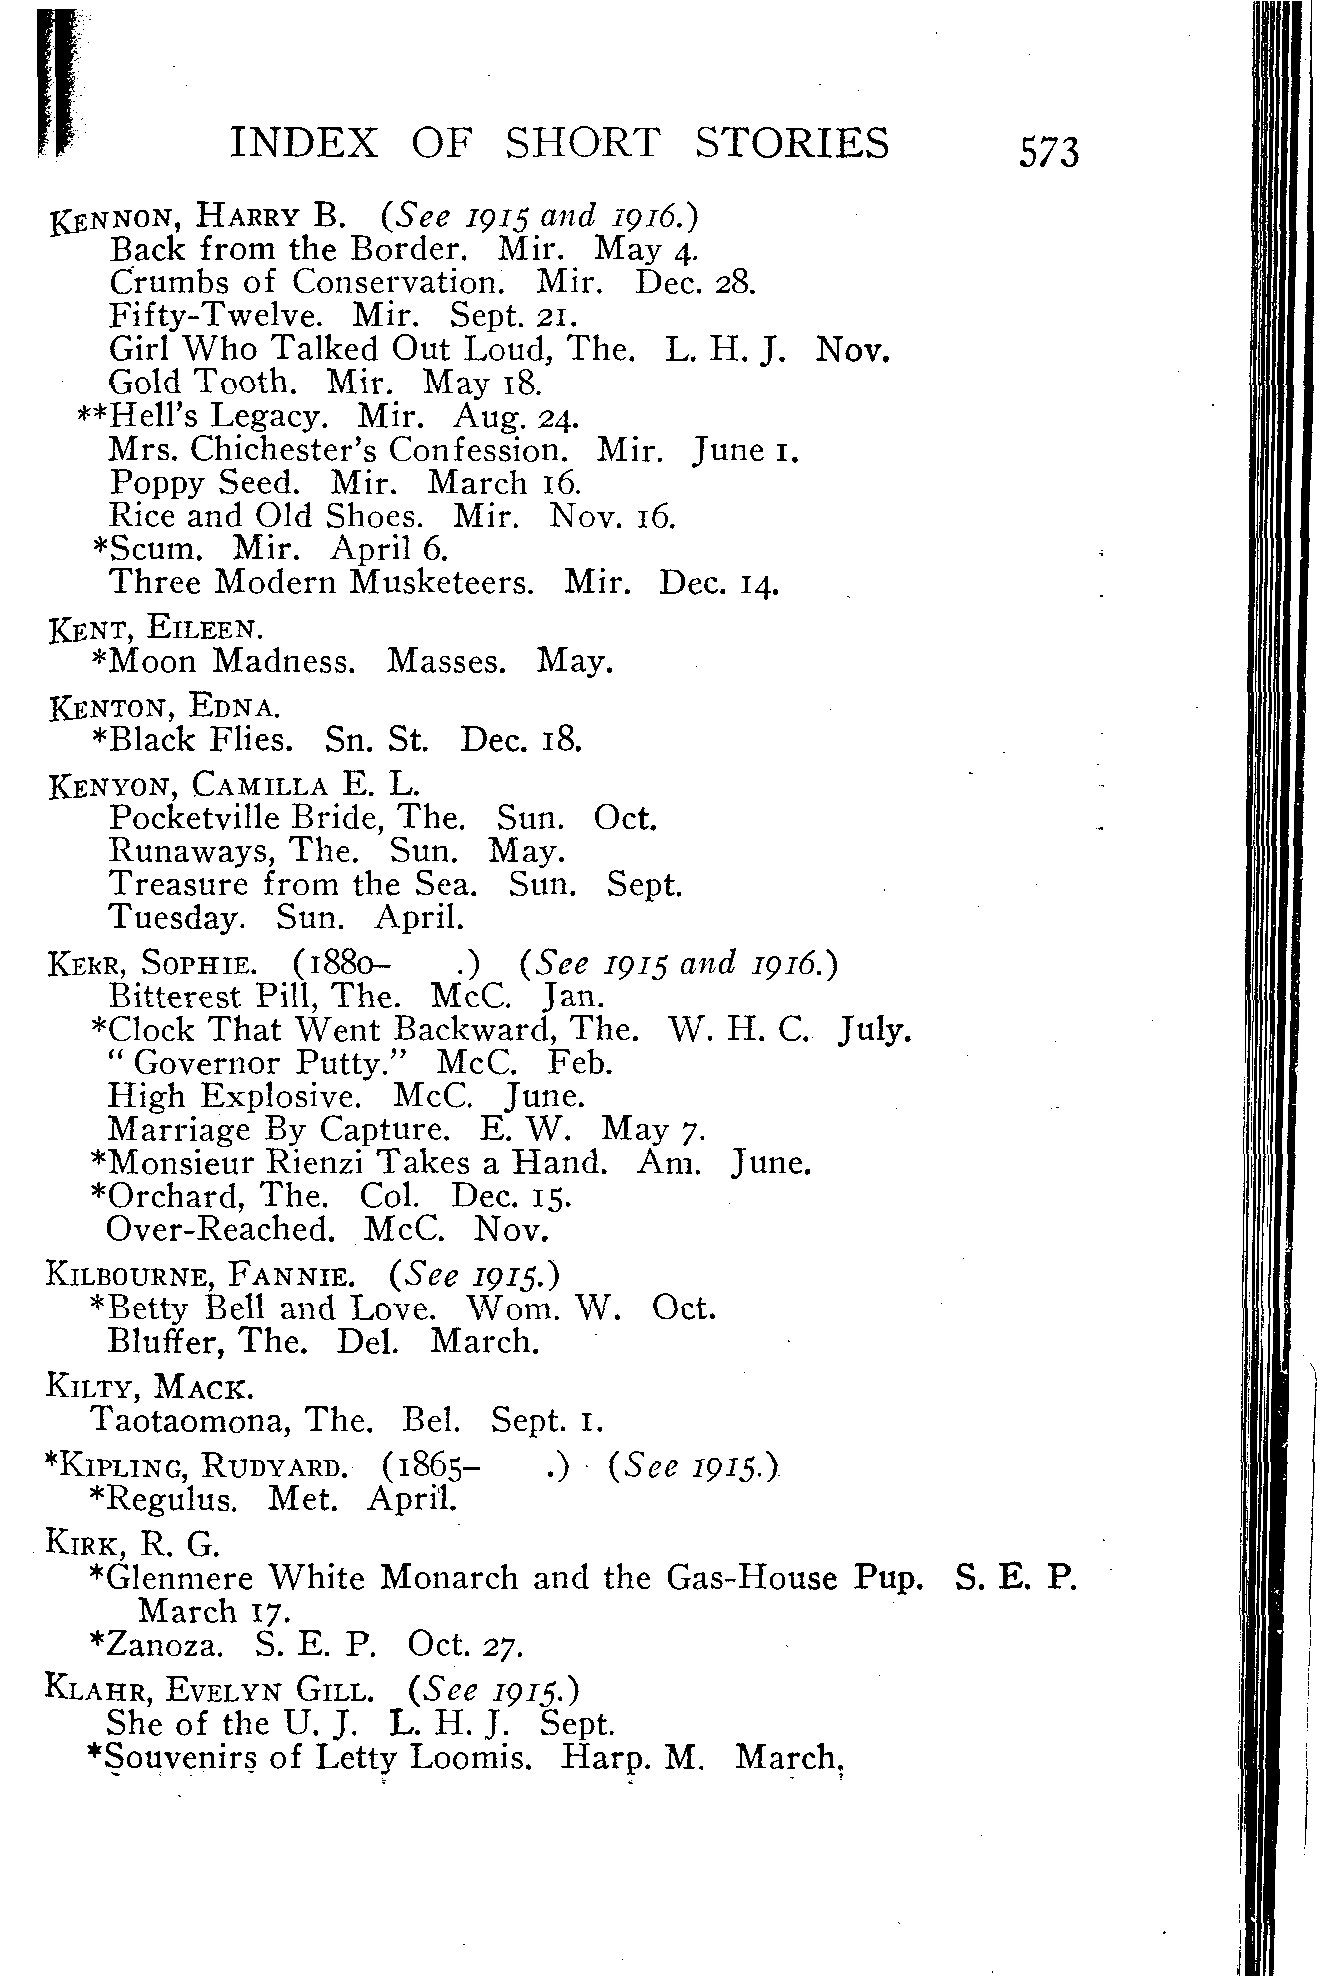 INDEX OF SHORT STORIES 573
KENNON, HARRY B. (See 1915 and 1916.)
Back from the Border. Mir. May 4.
Crumbs of Conservation. Mir. Dec. 28.
Fifty-Twelve. Mir. Sept. 21.
Girl Who Talked Out Loud, The. L. H. J. Nov.
Gold Tooth. Mir. May 18.
**Hell's Legacy. Mir. Aug. 24.
Mrs. Chichester's Confession. Mir. June 1.
Poppy Seed. Mir. March 16.
Rice and Old Shoes. Mir. Nov. 16.
*Scum. Mir. April 6.
Three Modern Musketeers. Mir. Dec. 14.
KENT, EILEEN.
*Moon Madness. Masses. May.
KENTON, EDNA.
*Black Flies. Sn. St. Dec. 18.
KENYON, CAMILLA E. L.
Pocketville Bride, The. Sun. Oct.
Runaways, The. Sun. May.
Treasure from the Sea. Sun. Sept.
Tuesday. Sun. April.
KERR, SOPHIE. (1880– .) (See 1915 and 1916.)
Bitterest Pill, The. McC. Jan.
*Clock That Went Backward, The. W. H. C. July.
"Governor Putty." McC. Feb.
High Explosive. McC. June.
Marriage By Capture. E. W. May 7.
*Monsieur Rienzi Takes a Hand. Am. June.
*Orchard, The. Col. Dec. 15.
Over-Reached. McC. Nov.
KILBOURNE, FANNIE. (See 1915.)
*Betty Bell and Love. Wom. W. Oct.
Bluffer, The. Del. March.
KILTY, MACK.
Taotaomona, The. Bel. Sept. 1.
*KIPLING, RUDYARD. (1865– .) (See 1915.)
*Regulus. Met. April.
KIRK, R. G.
*Glenmere White Monarch and the Gas-House Pup. S. E. P.
March 17.
*Zanoza. S. E. P. Oct. 27.
KLAHR, EVELYN GILL. (See 1915.)
She of the U. J. L. H. J. Sept.
*Souvenirs of Letty Loomis. Harp. M. March.